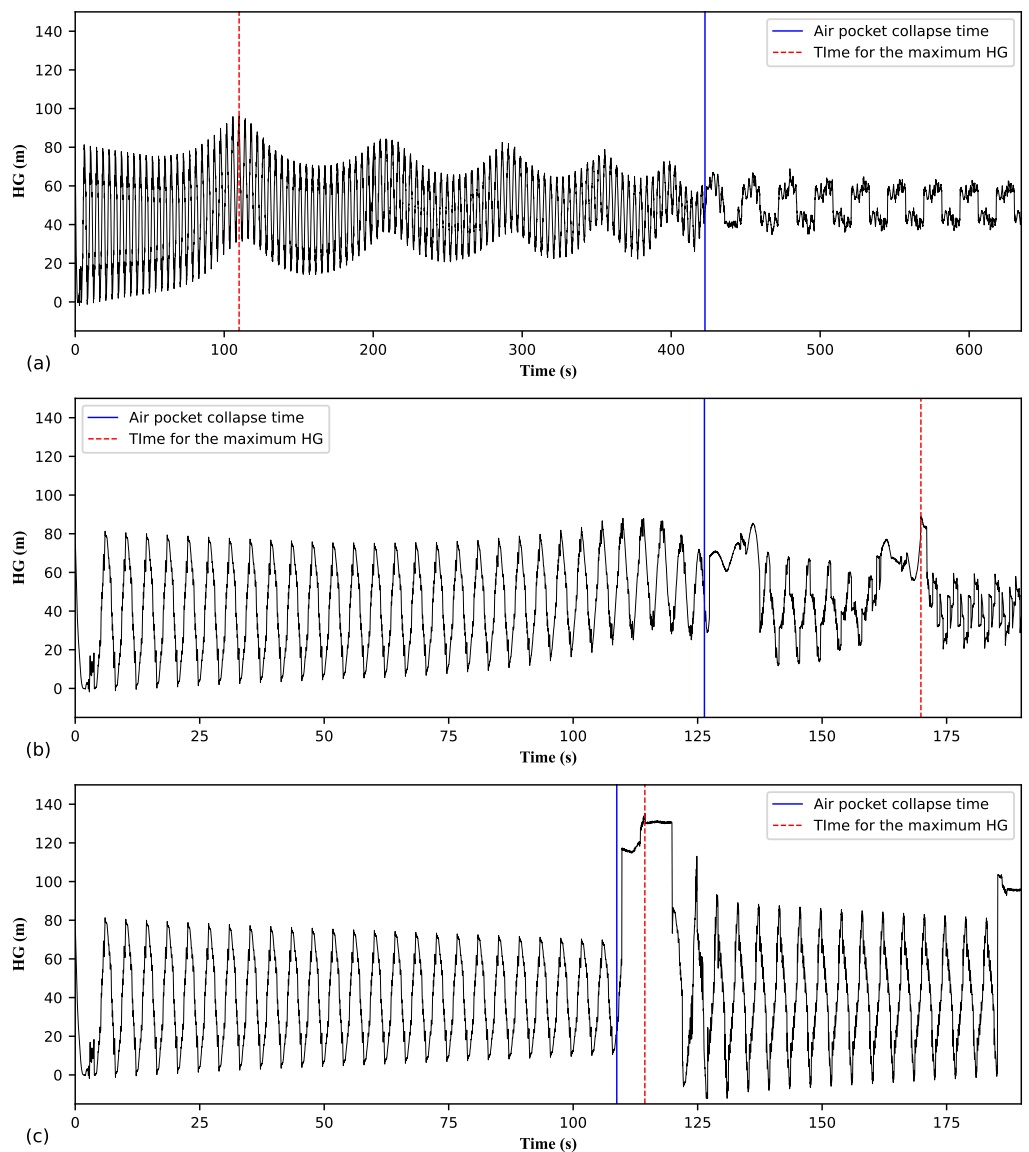 140
120
100
80
60
40
20
0
HG (m)
Air pocket collapse time
TIme for the maximum HG
0 100 200 300 400 500 600
(a)
Time (s)
140
120
100
80
60
40
20
0
HG (m)
Air pocket collapse time
TIme for the maximum HG
0 25 50 75 100 125 150 175
(b)
Time (s)
140
120
100
80
60
40
20
0
HG (m)
Air pocket collapse time
TIme for the maximum HG
0 25 50 75 100 125 150 175
(c)
Time (s)